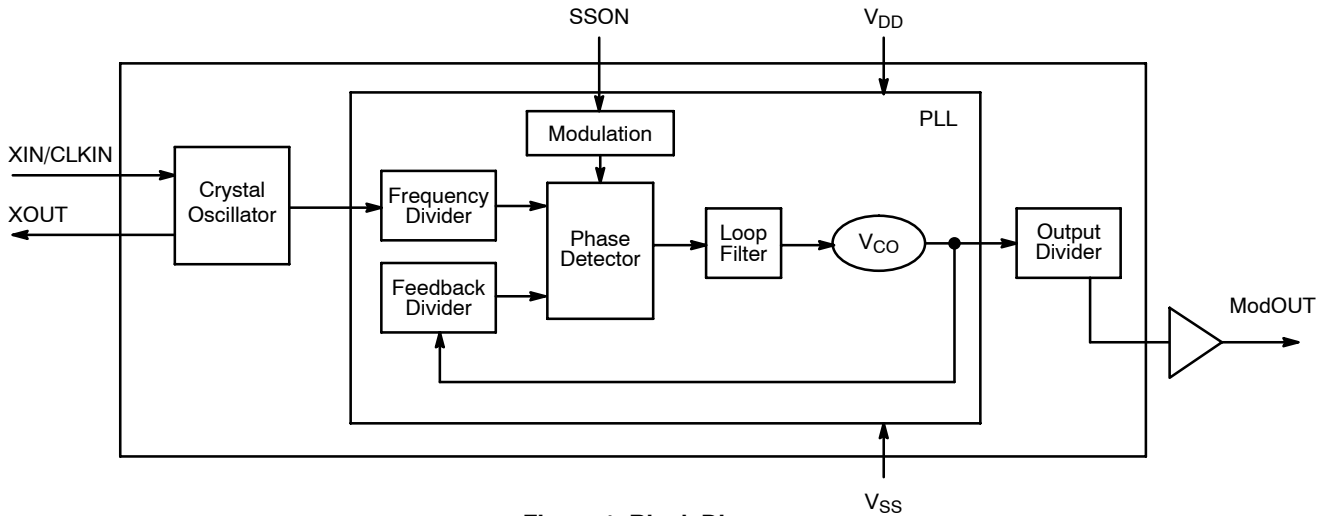 SSON
V_DD
PLL
Modulation
XIN/CLKIN
XOUT
Crystal
Oscillator
Frequency
Divider
Phase
Detector
Feedback
Divider
Loop
Filter
V_CO
Output
Divider
ModOUT
V_SS